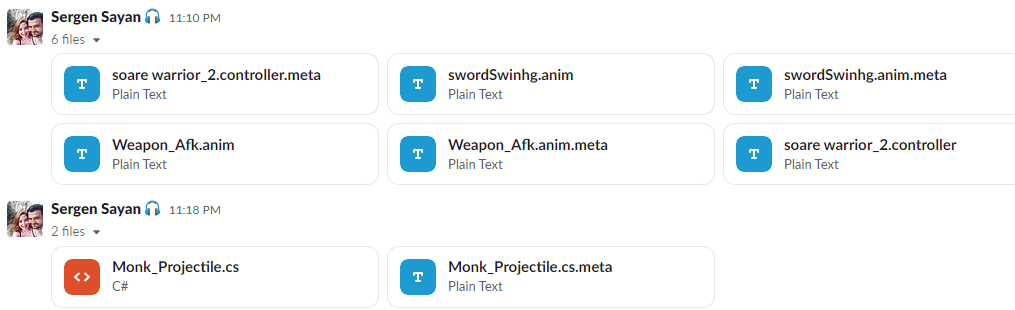 Sergen Sayan 11:10 PM
6 files
soare warrior_2.controller.meta
Plain Text
swordSwinhg.anim
Plain Text
swordSwinhg.anim.meta
Plain Text
Weapon_Afk.anim
Plain Text
Weapon_Afk.anim.meta
Plain Text
soare warrior_2.controller
Plain Text
Sergen Sayan 11:18 PM
2 files
Monk_Projectile.cs
C#
Monk_Projectile.cs.meta
Plain Text